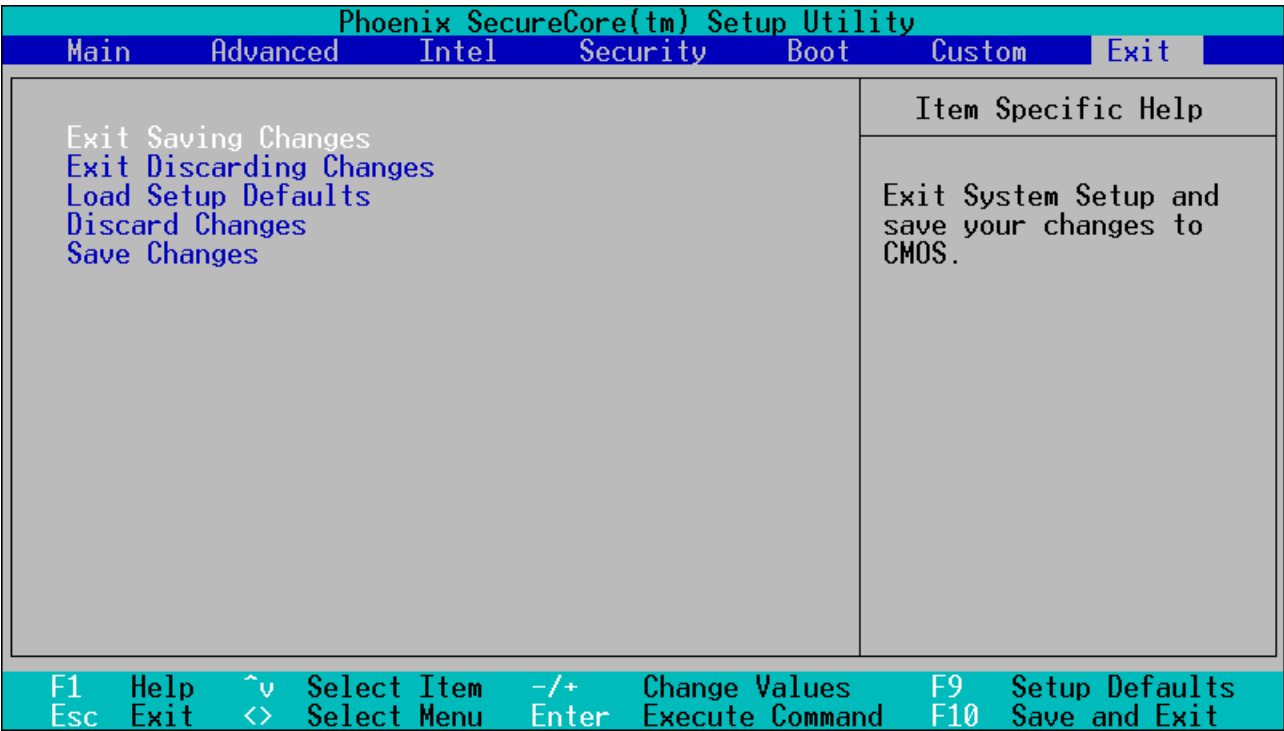 Phoenix SecureCore(tm) Setup Utility
Main Advanced Intel Security Boot Custom Exit
Item Specific Help
Exit Saving Changes
Exit Discarding Changes
Load Setup Defaults
Discard Changes
Save Changes
Exit System Setup and
save your changes to
CMOS.
F1 Help ^v Select Item -/+ Change Values F9 Setup Defaults
Esc Exit <> Select Menu Enter Execute Command F10 Save and Exit